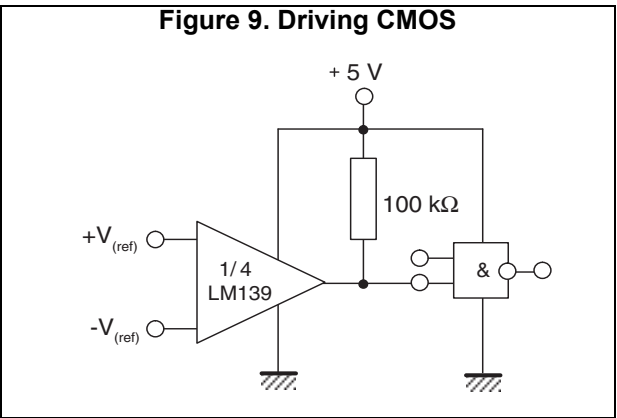 Figure 9. Driving CMOS
+ 5 V
100 kΩ
+V(ref)
1/4
LM139
&
-V(ref)